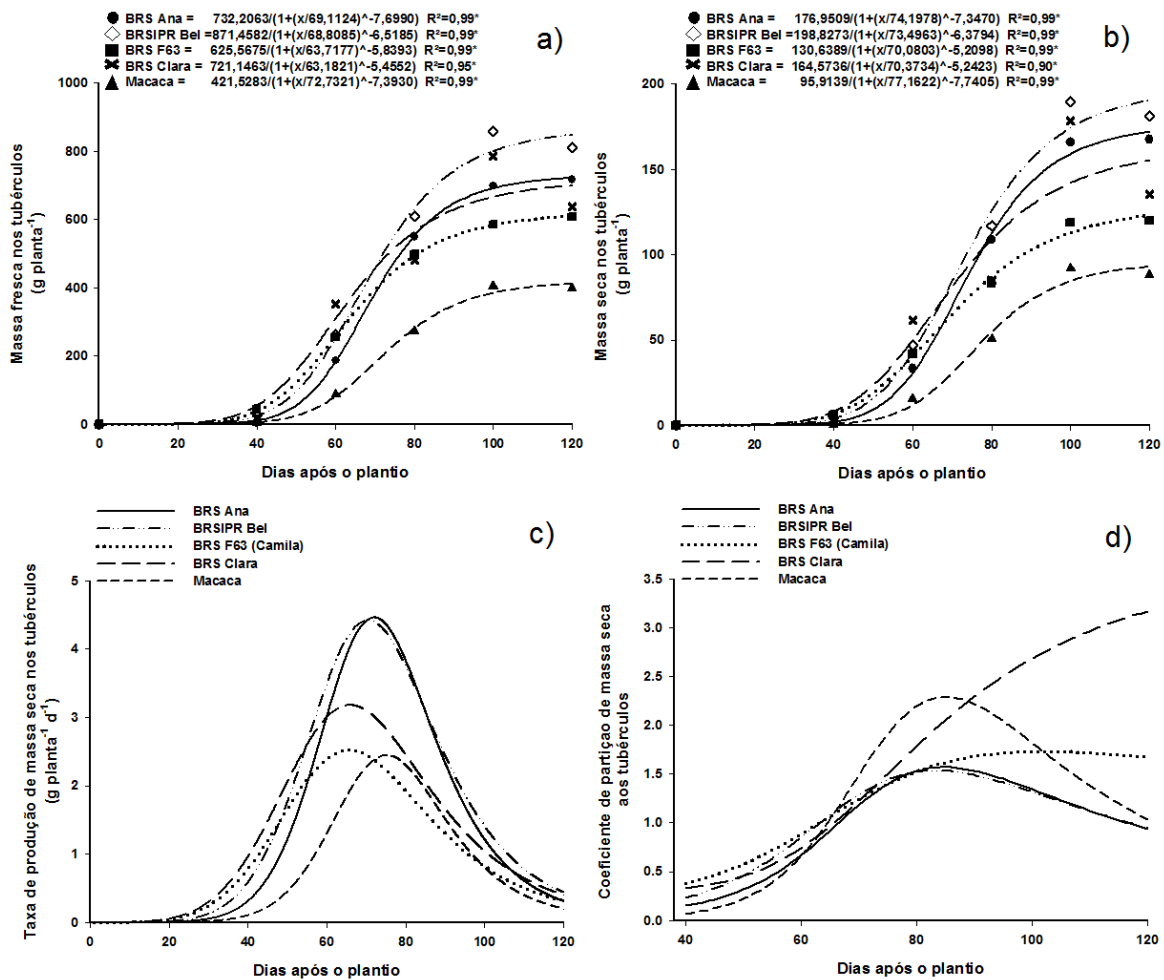 BRS Ana = 732,2063/(1+(x/69,1124)^-7,6990) R²=0,99*
BRSIPR Bel=871,4582/(1+(x/68,8085)^-6,5185) R²=0,99*
BRS F63 = 625,5675/(1+(x/63,7177)^-5,8393) R²=0,99*
BRS Clara = 721,1463/(1+(x/63,1821)^-5,4552) R²=0,95*
Macaca = 421,5283/(1+(x/72,7321)^-7,3930) R²=0,99*
a)
1000
800
600
400
200
0
Massa fresca nos tubérculos
(g planta⁻¹)
0 20 40 60 80 100 120
Dias após o plantio
BRS Ana = 176,9509/(1+(x/74,1978)^-7,3470) R²=0,99*
BRSIPR Bel=198,8273/(1+(x/73,4963)^-6,3794) R²=0,99*
BRS F63 = 130,6389/(1+(x/70,0803)^-5,2098) R²=0,99*
BRS Clara = 164,5736/(1+(x/70,3734)^-5,2423) R²=0,90*
Macaca = 95,9139/(1+(x/77,1622)^-7,7405) R²=0,99*
b)
200
150
100
50
0
Massa seca nos tubérculos
(g planta⁻¹)
0 20 40 60 80 100 120
Dias após o plantio
BRS Ana
BRSIPR Bel
BRS F63 (Camila)
BRS Clara
Macaca
c)
5
4
3
2
1
0
Taxa de produção de massa seca nos tubérculos
(g planta⁻¹ d⁻¹)
0 20 40 60 80 100 120
Dias após o plantio
BRS Ana
BRSIPR Bel
BRS F63 (Camila)
BRS Clara
Macaca
d)
3.5
3.0
2.5
2.0
1.5
1.0
0.5
0.0
Coeficiente de partiçao de massa seca
aos tubérculos
40 60 80 100 120
Dias após o plantio